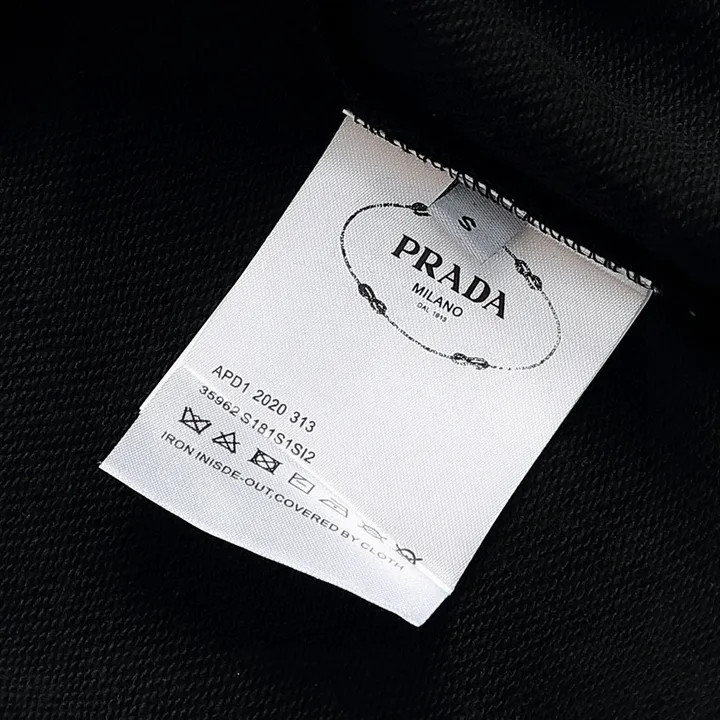 S
PRADA
MILANO
DAL 1913
APD1 2020 313
35962 S181S1SI2
IRON INISDE-OUT,COVERED BY CLOTH